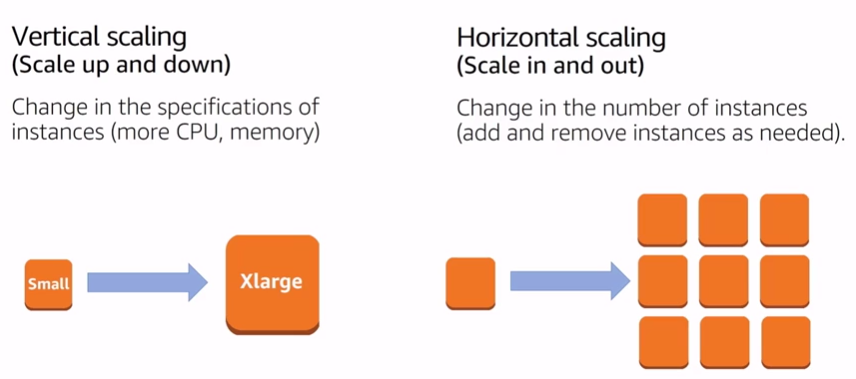 Vertical scaling
(Scale up and down)
Change in the specifications of
instances (more CPU, memory)
Small
Xlarge
Horizontal scaling
(Scale in and out)
Change in the number of instances
(add and remove instances as needed).